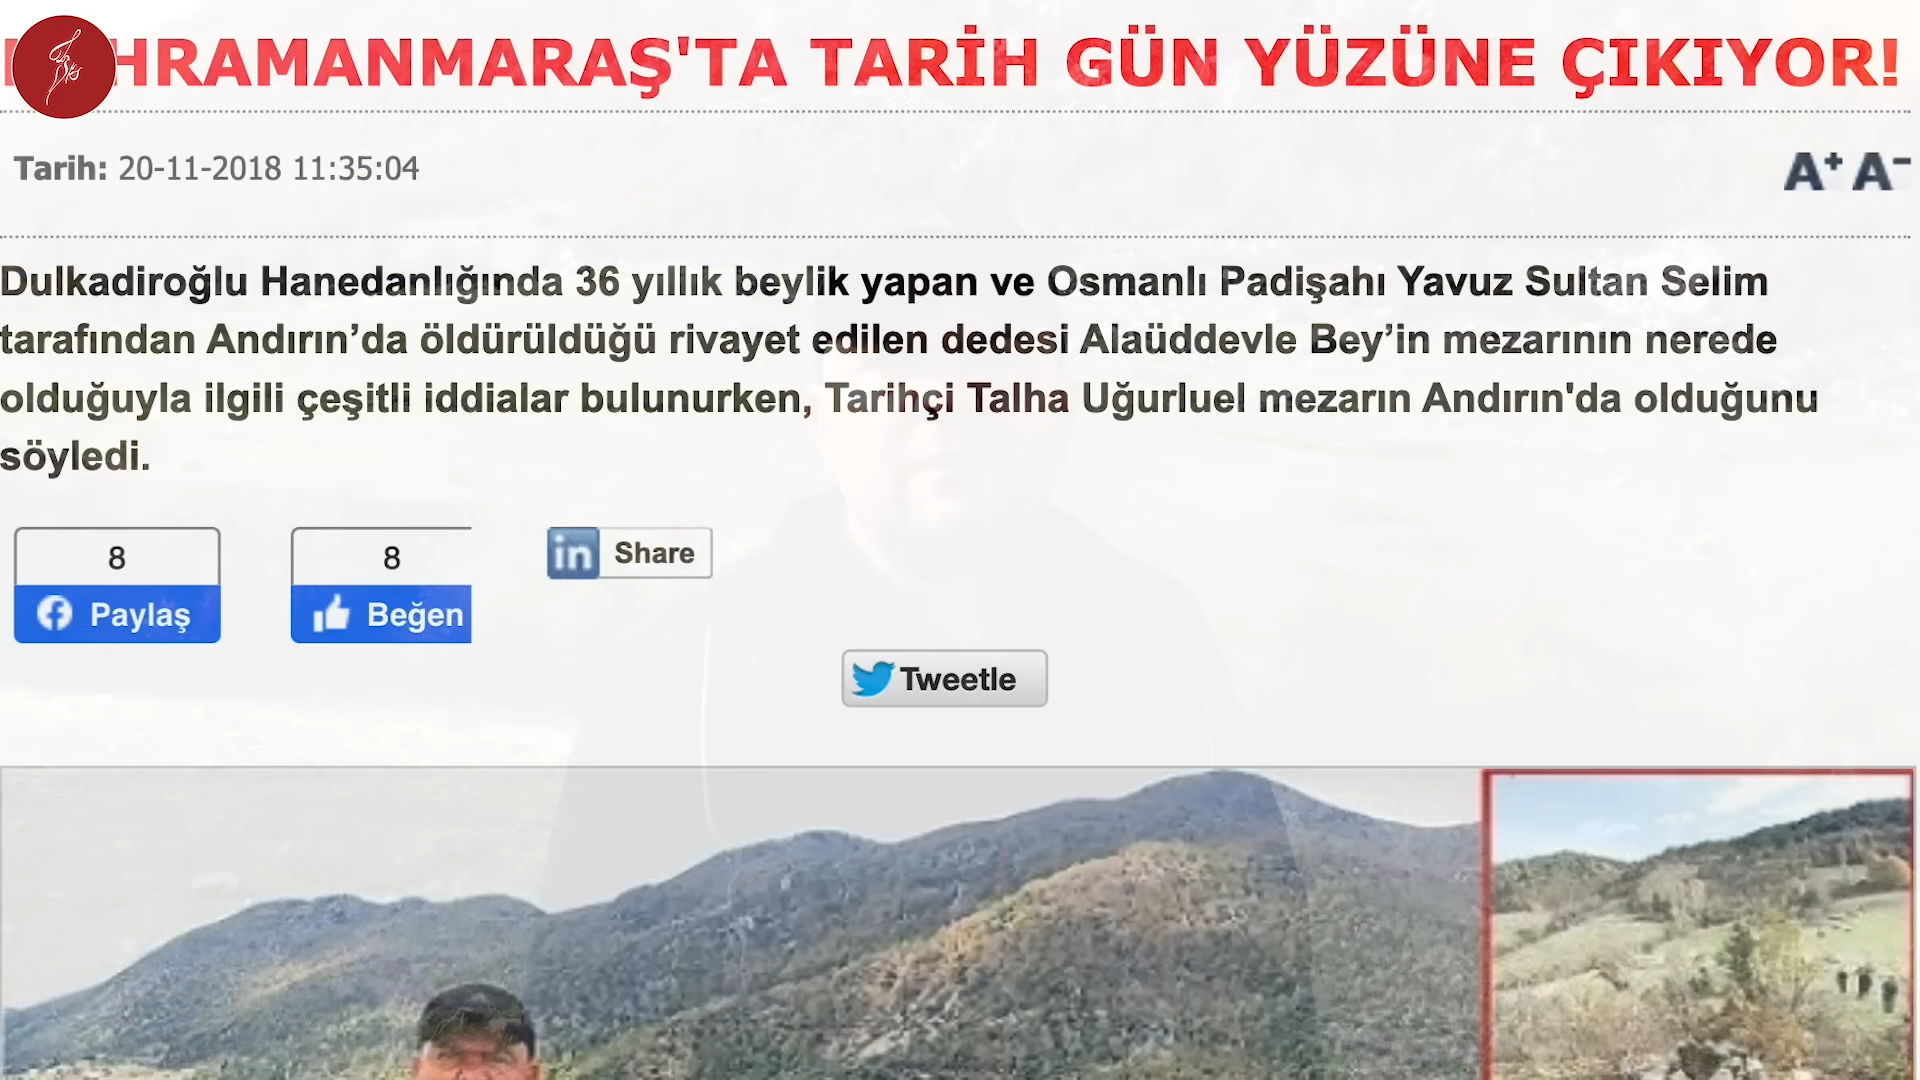 HRAMANMARAŞ'TA TARİH GÜN YÜZÜNE ÇIKIYOR!
Tarih: 20-11-2018 11:35:04
A+ A-
Dulkadiroğlu Hanedanlığında 36 yıllık beylik yapan ve Osmanlı Padişahı Yavuz Sultan Selim
tarafından Andırın’da öldürüldüğü rivayet edilen dedesi Alaüddevle Bey’in mezarının nerede
olduğuyla ilgili çeşitli iddialar bulunurken, Tarihçi Talha Uğurluel mezarın Andırın'da olduğunu
söyledi.
8
Paylaş
8
Beğen
in Share
Tweetle